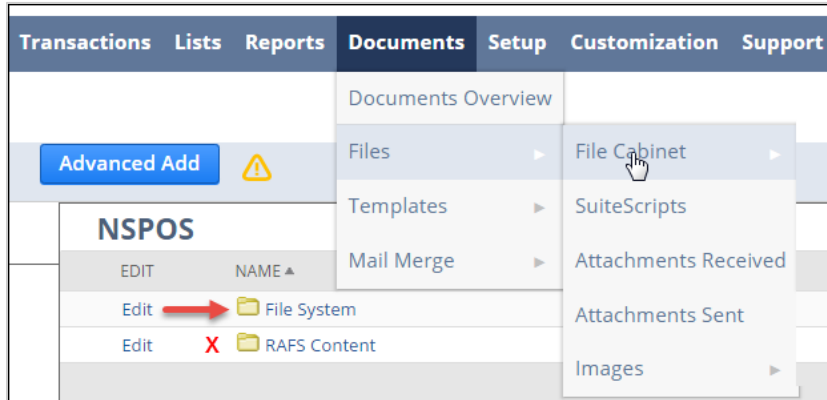 Transactions Lists Reports Documents Setup Customization Support
Documents Overview
Advanced Add
Files
File Cabinet
Templates
SuiteScripts
NSPOS
Mail Merge
Attachments Received
EDIT NAME
Edit File System
Attachments Sent
Edit X RAFS Content
Images